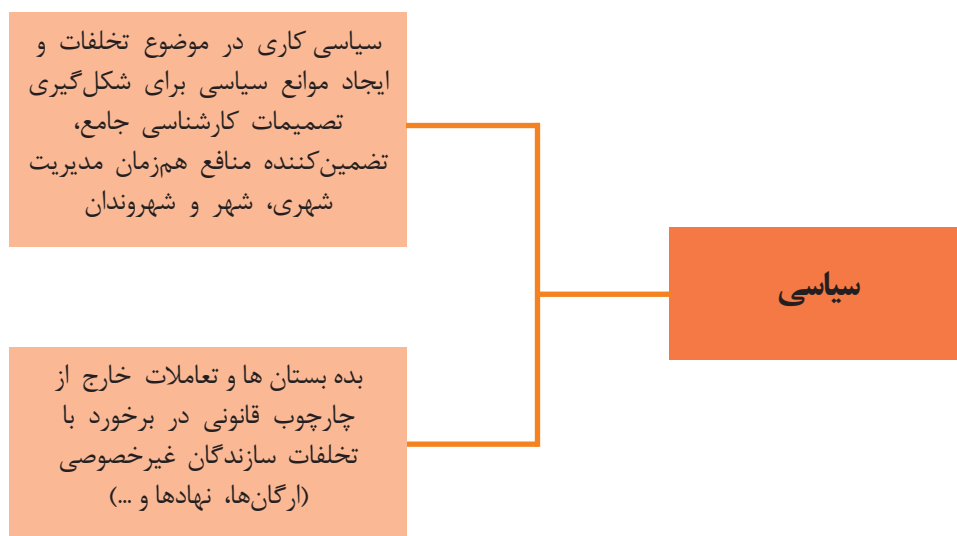 سیاسی
سیاسی کاری در موضوع تخلفات و
ایجاد موانع سیاسی برای شکل‌گیری
تصمیمات کارشناسی جامع،
تضمین‌کننده منافع هم‌زمان مدیریت
شهری، شهر و شهروندان
بده بستان ها و تعاملات خارج از
چارچوب قانونی در برخورد با
تخلفات سازندگان غیرخصوصی
(ارگان‌ها، نهادها و ...)